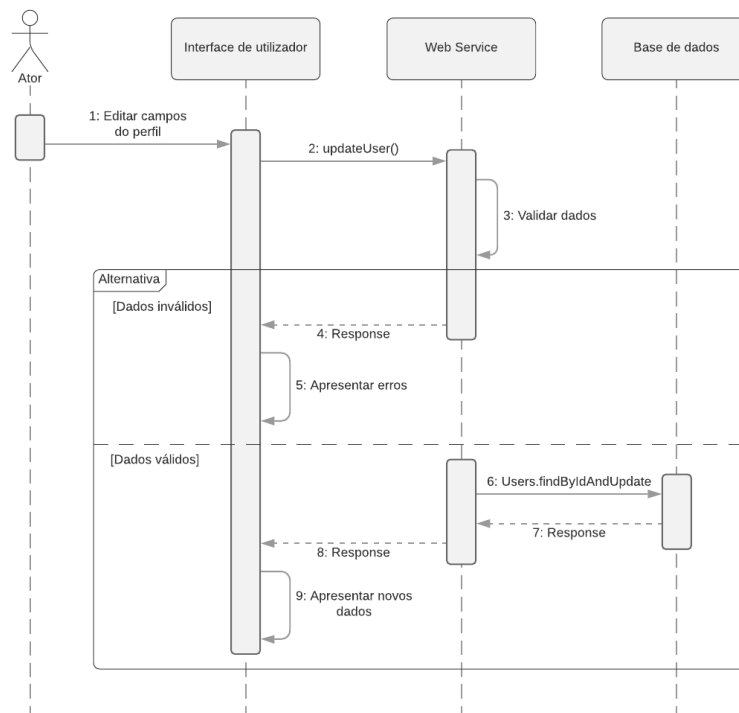 Interface de utilizador
Web Service
Base de dados
Ator
1: Editar campos
do perfil
2: updateUser()
3: Validar dados
Alternativa
[Dados inválidos]
4: Response
5: Apresentar erros
[Dados válidos]
6: Users.findByIdAndUpdate
7: Response
8: Response
9: Apresentar novos
dados